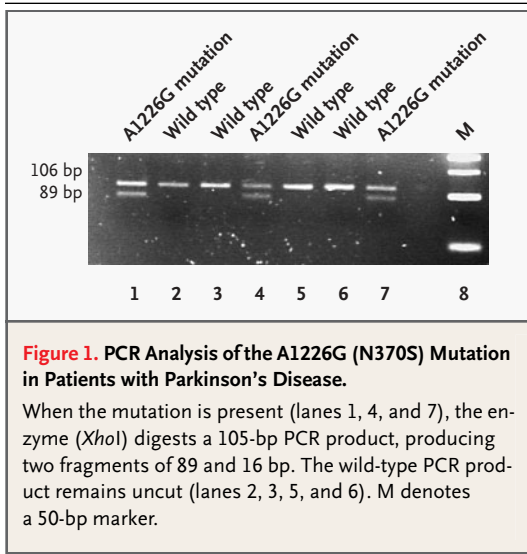 A1226G mutation
Wild type
Wild type
A1226G mutation
Wild type
Wild type
A1226G mutation
M
106 bp
89 bp
1 2 3 4 5 6 7 8
Figure 1. PCR Analysis of the A1226G (N370S) Mutation
in Patients with Parkinson's Disease.
When the mutation is present (lanes 1, 4, and 7), the en-
zyme (XhoI) digests a 105-bp PCR product, producing
two fragments of 89 and 16 bp. The wild-type PCR prod-
uct remains uncut (lanes 2, 3, 5, and 6). M denotes
a 50-bp marker.